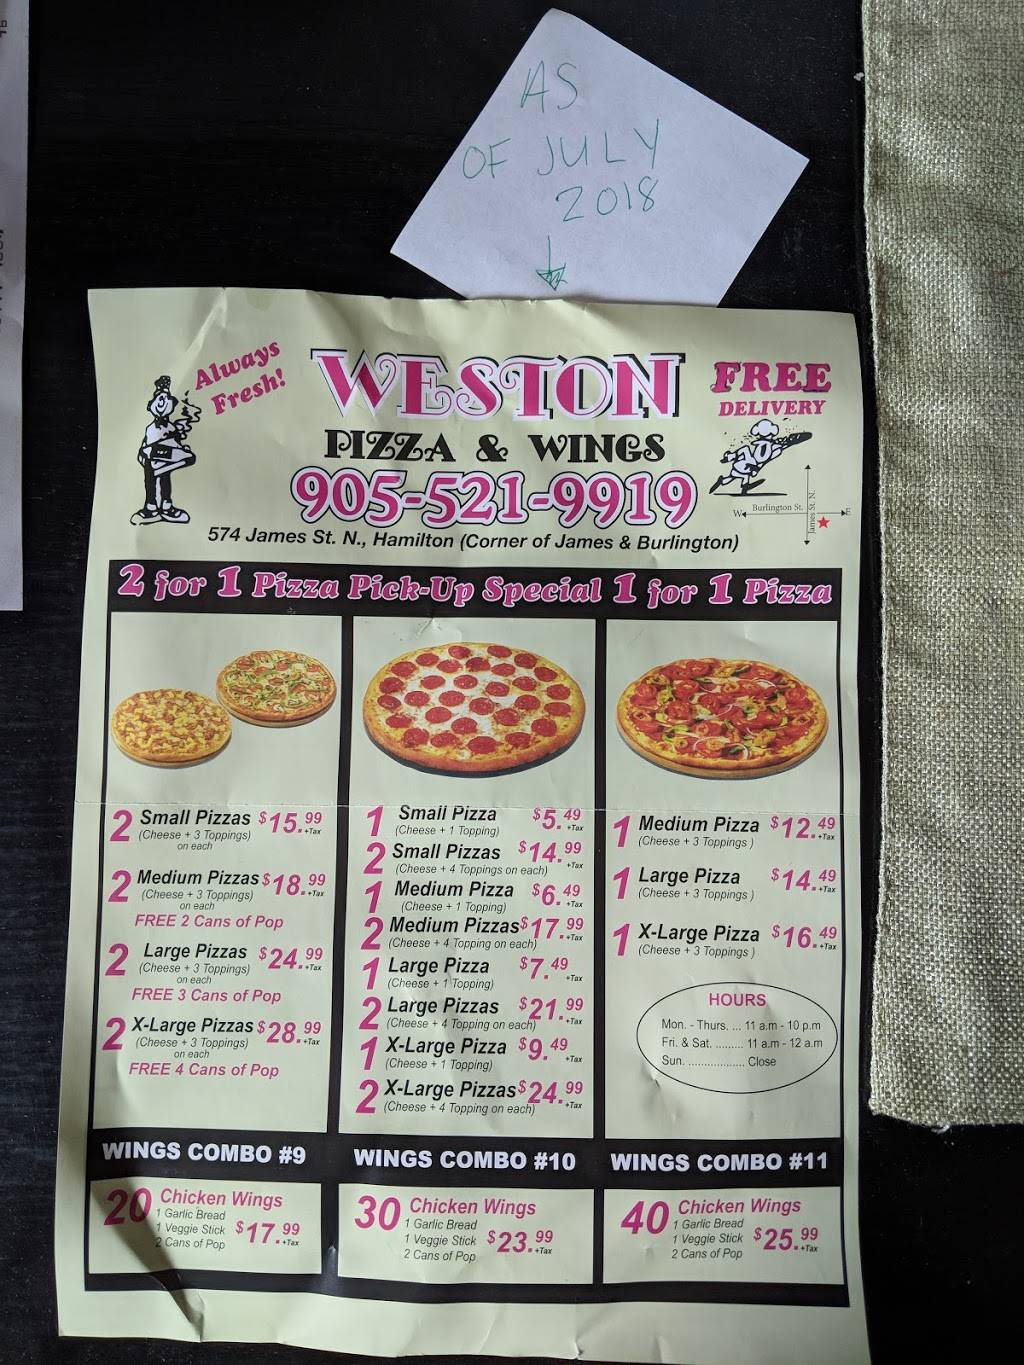 AS
OF JULY
2018
Always
Fresh!
WESTON
PIZZA & WINGS
905-521-9919
574 James St. N., Hamilton (Corner of James & Burlington)
FREE
DELIVERY
Burlington St.
James St. N.
W
E
2 for 1 Pizza Pick-Up Special 1 for 1 Pizza
2 Small Pizzas $15.99 +Tax
(Cheese + 3 Toppings)
on each
2 Medium Pizzas $18.99 +Tax
(Cheese + 3 Toppings)
on each
FREE 2 Cans of Pop
2 Large Pizzas $24.99 +Tax
(Cheese + 3 Toppings)
on each
FREE 3 Cans of Pop
2 X-Large Pizzas $28.99 +Tax
(Cheese + 3 Toppings)
on each
FREE 4 Cans of Pop
1 Small Pizza $5.49 +Tax
(Cheese + 1 Topping)
2 Small Pizzas $14.99 +Tax
(Cheese + 4 Toppings on each)
1 Medium Pizza $6.49 +Tax
(Cheese + 1 Topping)
2 Medium Pizzas $17.99 +Tax
(Cheese + 4 Topping on each)
1 Large Pizza $7.49 +Tax
(Cheese + 1 Topping)
2 Large Pizzas $21.99 +Tax
(Cheese + 4 Topping on each)
1 X-Large Pizza $9.49 +Tax
(Cheese + 1 Topping)
2 X-Large Pizzas $24.99 +Tax
(Cheese + 4 Topping on each)
1 Medium Pizza $12.49 +Tax
(Cheese + 3 Toppings )
1 Large Pizza $14.49 +Tax
(Cheese + 3 Toppings )
1 X-Large Pizza $16.49 +Tax
(Cheese + 3 Toppings )
HOURS
Mon. - Thurs. ... 11 a.m - 10 p.m
Fri. & Sat. ......... 11 a.m - 12 a.m
Sun. .................. Close
WINGS COMBO #9
20 Chicken Wings
1 Garlic Bread
1 Veggie Stick $17.99 +Tax
2 Cans of Pop
WINGS COMBO #10
30 Chicken Wings
1 Garlic Bread
1 Veggie Stick $23.99 +Tax
2 Cans of Pop
WINGS COMBO #11
40 Chicken Wings
1 Garlic Bread
1 Veggie Stick $25.99 +Tax
2 Cans of Pop